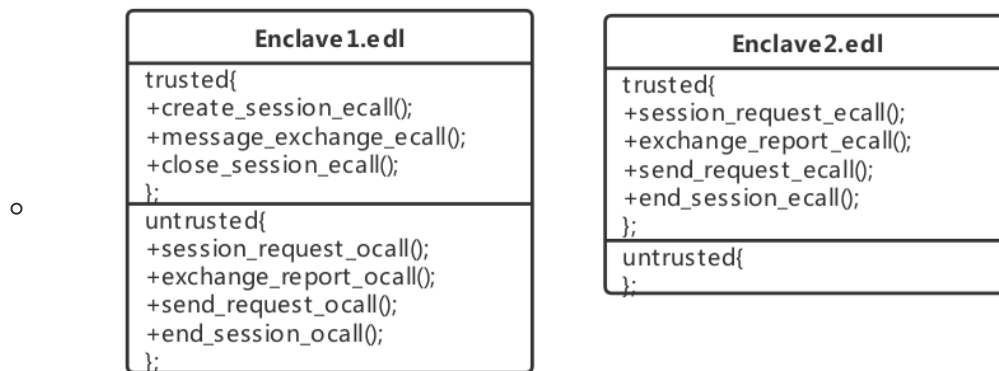 Enclave1.edl
trusted{
+create_session_ecall();
+message_exchange_ecall();
+close_session_ecall();
};
untrusted{
+session_request_ocall();
+exchange_report_ocall();
+send_request_ocall();
+end_session_ocall();
};
Enclave2.edl
trusted{
+session_request_ecall();
+exchange_report_ecall();
+send_request_ecall();
+end_session_ecall();
};
untrusted{
};